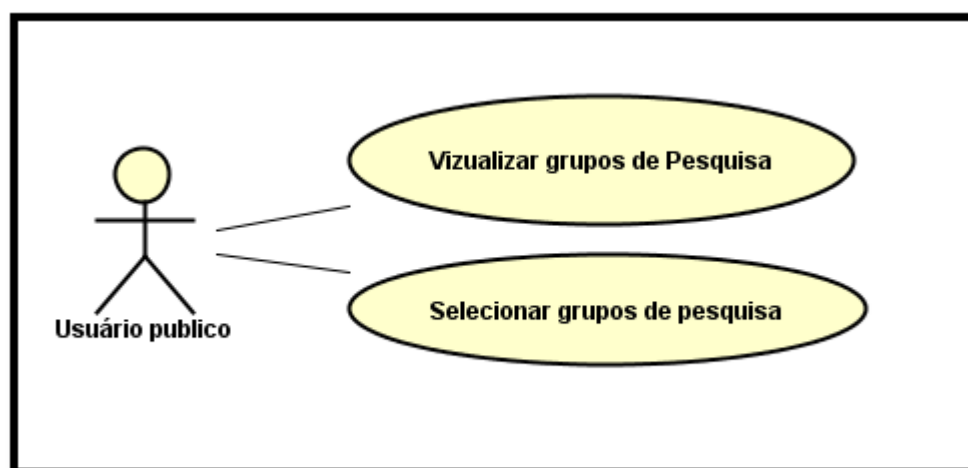 Vizualizar grupos de Pesquisa
Selecionar grupos de pesquisa
Usuário publico